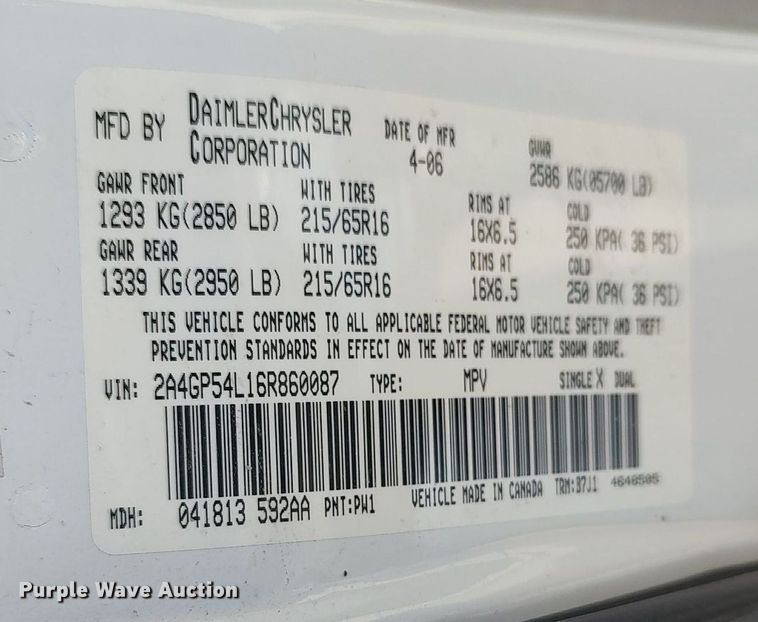 MFD BY DAIMLERCHRYSLER CORPORATION
DATE OF MFR 4-06
GVWR 2586 KG(05700 LB)
GAWR FRONT WITH TIRES RIMS AT COLD
1293 KG(2850 LB) 215/65R16 16X6.5 250 KPA( 36 PSI)
GAWR REAR WITH TIRES RIMS AT COLD
1339 KG(2950 LB) 215/65R16 16X6.5 250 KPA( 36 PSI)
THIS VEHICLE CONFORMS TO ALL APPLICABLE FEDERAL MOTOR VEHICLE SAFETY AND THEFT
PREVENTION STANDARDS IN EFFECT ON THE DATE OF MANUFACTURE SHOWN ABOVE.
VIN: 2A4GP54L16R860087 TYPE: MPV SINGLE X DUAL
MDH: 041813 592AA PNT:PW1 VEHICLE MADE IN CANADA TRM:B7J1 4648505
Purple Wave Auction